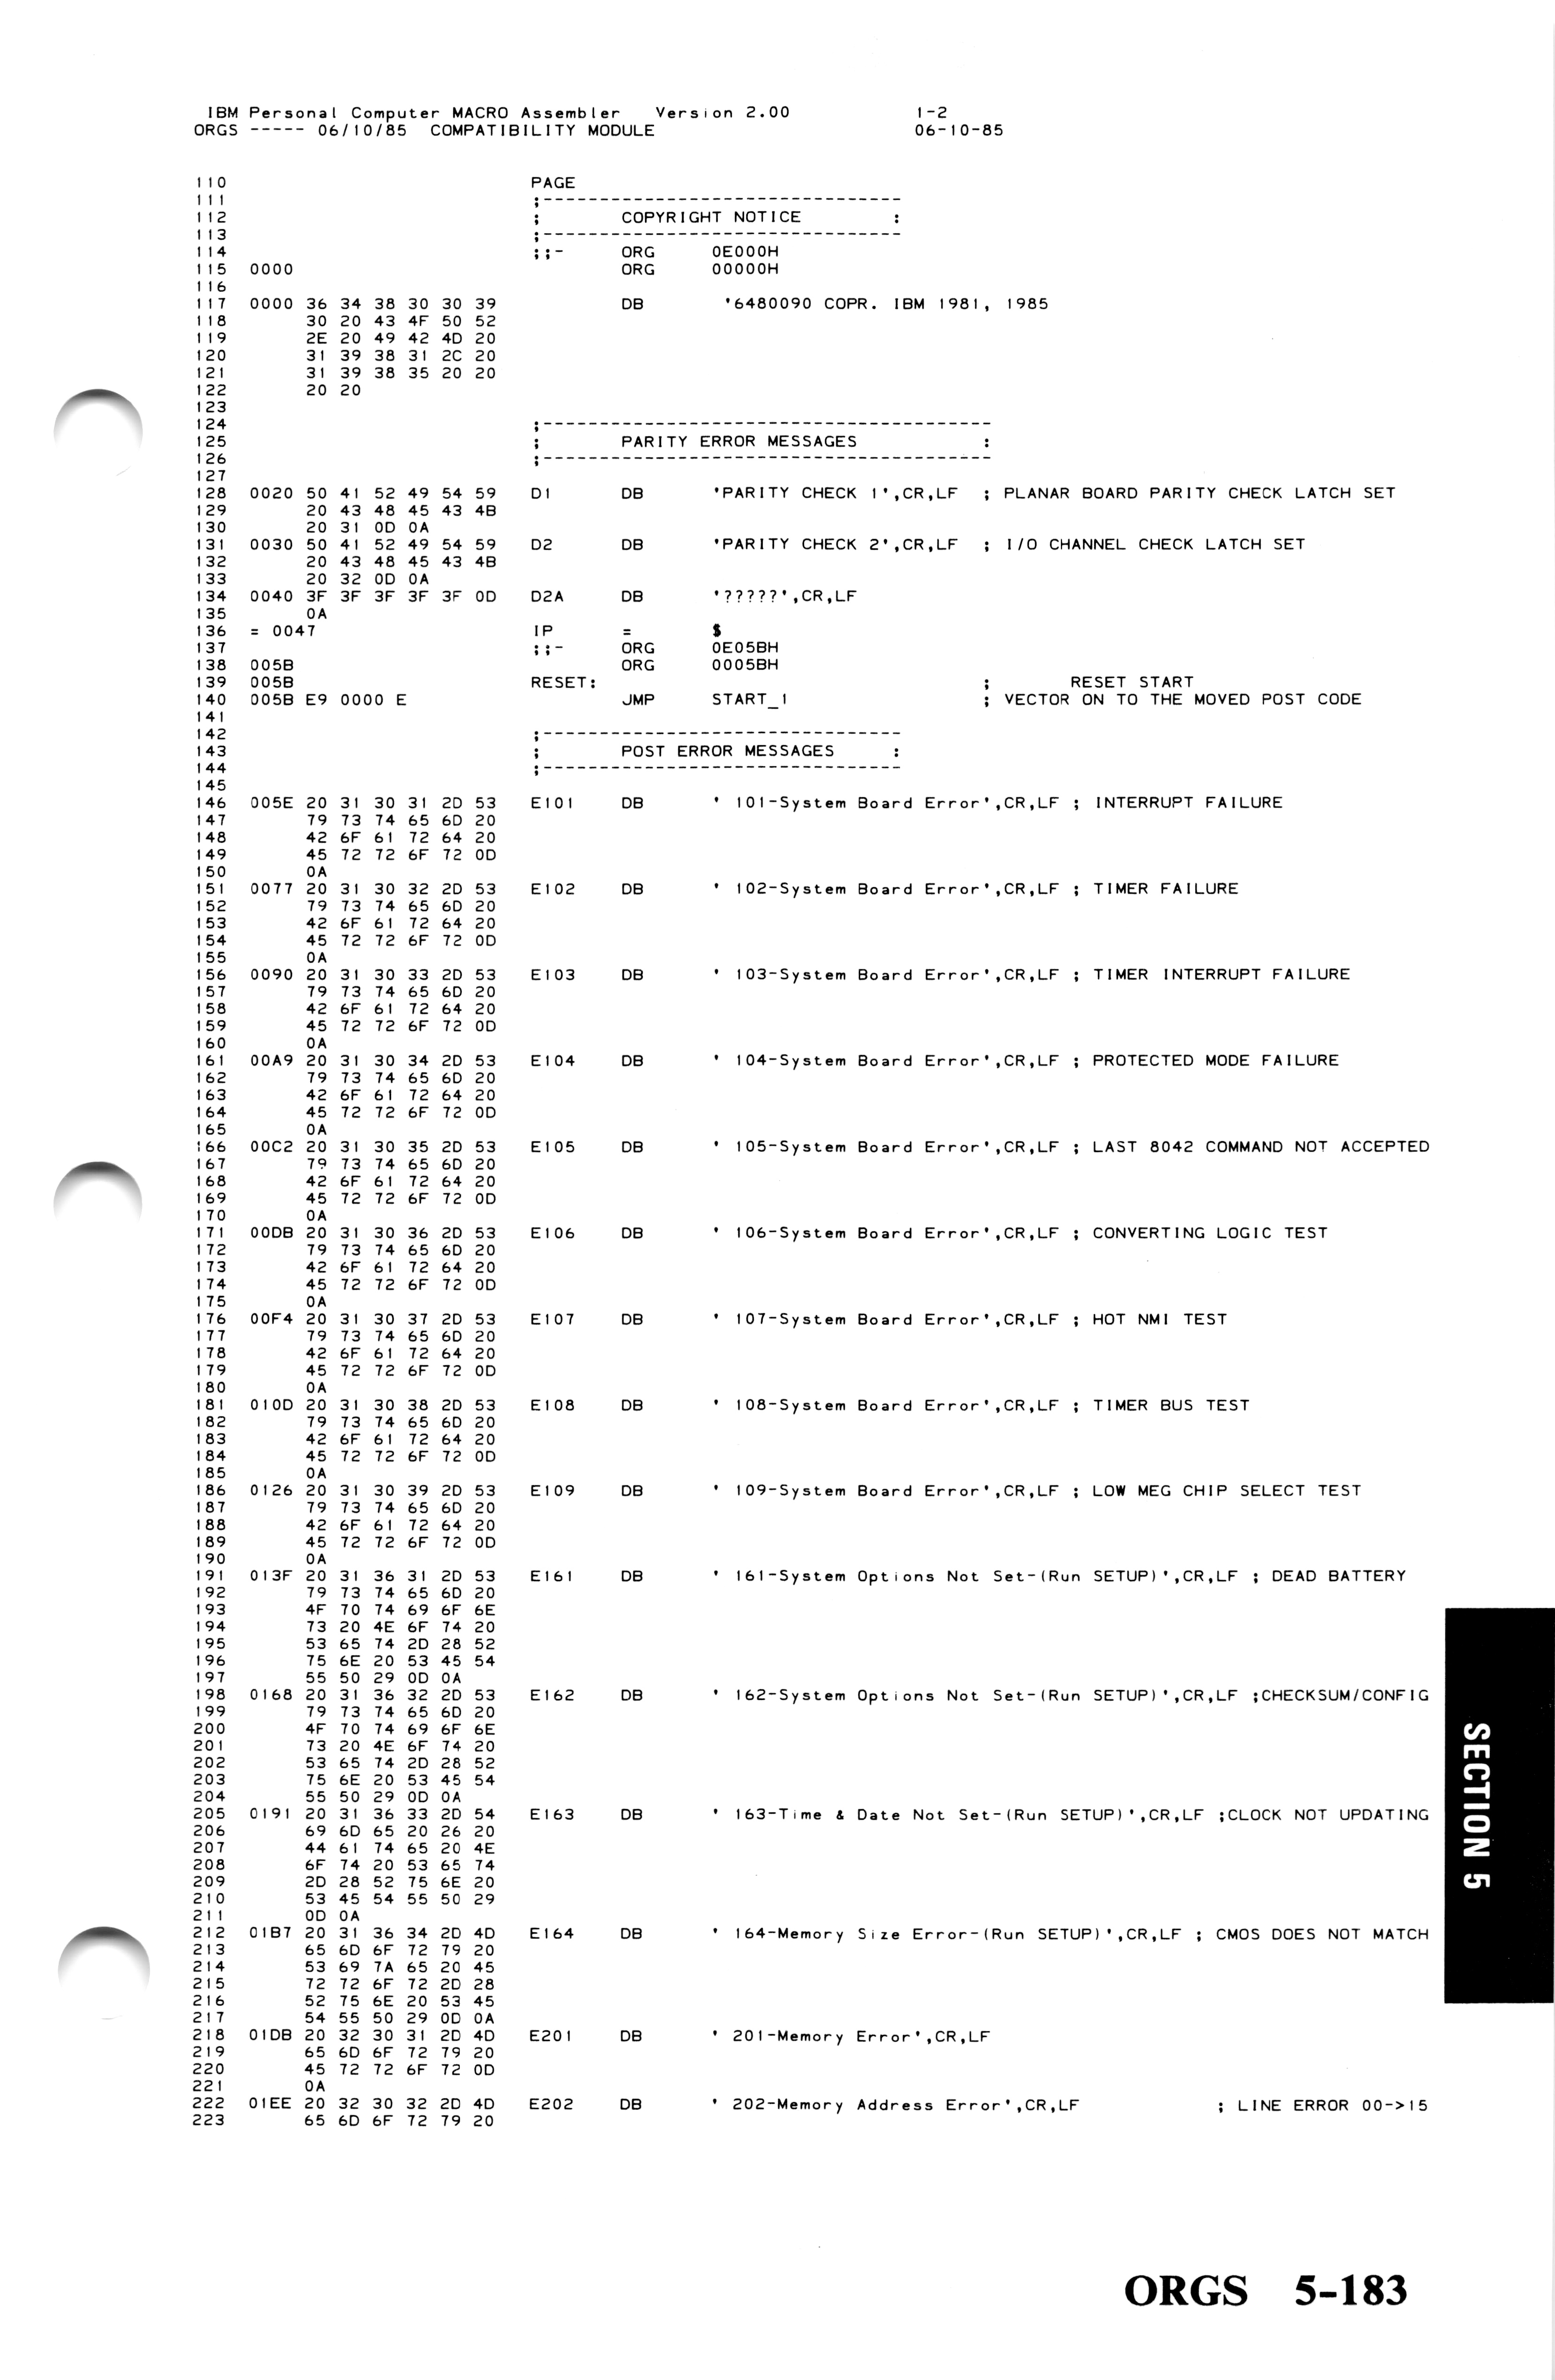 IBM Personal Computer MACRO Assembler   Version 2.00              1-2
ORGS ----- 06/10/85  COMPATIBILITY MODULE                         06-10-85
110                                PAGE
111                                ;--------------------------------
112                                ;       COPYRIGHT NOTICE        :
113                                ;--------------------------------
114                                ;;-     ORG     0E000H
115  0000                                  ORG     00000H
116
117  0000 36 34 38 30 30 39                DB       '6480090 COPR. IBM 1981, 1985
118       30 20 43 4F 50 52
119       2E 20 49 42 4D 20
120       31 39 38 31 2C 20
121       31 39 38 35 20 20
122       20 20
123
124                                ;----------------------------------------
125                                ;       PARITY ERROR MESSAGES           :
126                                ;----------------------------------------
127
128  0020 50 41 52 49 54 59        D1      DB      'PARITY CHECK 1',CR,LF  ; PLANAR BOARD PARITY CHECK LATCH SET
129       20 43 48 45 43 4B
130       20 31 0D 0A
131  0030 50 41 52 49 54 59        D2      DB      'PARITY CHECK 2',CR,LF  ; I/O CHANNEL CHECK LATCH SET
132       20 43 48 45 43 4B
133       20 32 0D 0A
134  0040 3F 3F 3F 3F 3F 0D        D2A     DB      '?????',CR,LF
135       0A
136  = 0047                        IP      =       $
137                                ;;-     ORG     0E05BH
138  005B                                  ORG     0005BH
139  005B                          RESET:                          ;       RESET START
140  005B E9 0000 E                        JMP     START_1         ; VECTOR ON TO THE MOVED POST CODE
141
142                                ;--------------------------------
143                                ;       POST ERROR MESSAGES     :
144                                ;--------------------------------
145
146  005E 20 31 30 31 2D 53        E101    DB      ' 101-System Board Error',CR,LF ; INTERRUPT FAILURE
147       79 73 74 65 6D 20
148       42 6F 61 72 64 20
149       45 72 72 6F 72 0D
150       0A
151  0077 20 31 30 32 2D 53        E102    DB      ' 102-System Board Error',CR,LF ; TIMER FAILURE
152       79 73 74 65 6D 20
153       42 6F 61 72 64 20
154       45 72 72 6F 72 0D
155       0A
156  0090 20 31 30 33 2D 53        E103    DB      ' 103-System Board Error',CR,LF ; TIMER INTERRUPT FAILURE
157       79 73 74 65 6D 20
158       42 6F 61 72 64 20
159       45 72 72 6F 72 0D
160       0A
161  00A9 20 31 30 34 2D 53        E104    DB      ' 104-System Board Error',CR,LF ; PROTECTED MODE FAILURE
162       79 73 74 65 6D 20
163       42 6F 61 72 64 20
164       45 72 72 6F 72 0D
165       0A
166  00C2 20 31 30 35 2D 53        E105    DB      ' 105-System Board Error',CR,LF ; LAST 8042 COMMAND NOT ACCEPTED
167       79 73 74 65 6D 20
168       42 6F 61 72 64 20
169       45 72 72 6F 72 0D
170       0A
171  00DB 20 31 30 36 2D 53        E106    DB      ' 106-System Board Error',CR,LF ; CONVERTING LOGIC TEST
172       79 73 74 65 6D 20
173       42 6F 61 72 64 20
174       45 72 72 6F 72 0D
175       0A
176  00F4 20 31 30 37 2D 53        E107    DB      ' 107-System Board Error',CR,LF ; HOT NMI TEST
177       79 73 74 65 6D 20
178       42 6F 61 72 64 20
179       45 72 72 6F 72 0D
180       0A
181  010D 20 31 30 38 2D 53        E108    DB      ' 108-System Board Error',CR,LF ; TIMER BUS TEST
182       79 73 74 65 6D 20
183       42 6F 61 72 64 20
184       45 72 72 6F 72 0D
185       0A
186  0126 20 31 30 39 2D 53        E109    DB      ' 109-System Board Error',CR,LF ; LOW MEG CHIP SELECT TEST
187       79 73 74 65 6D 20
188       42 6F 61 72 64 20
189       45 72 72 6F 72 0D
190       0A
191  013F 20 31 36 31 2D 53        E161    DB      ' 161-System Options Not Set-(Run SETUP)',CR,LF ; DEAD BATTERY
192       79 73 74 65 6D 20
193       4F 70 74 69 6F 6E
194       73 20 4E 6F 74 20
195       53 65 74 2D 28 52
196       75 6E 20 53 45 54
197       55 50 29 0D 0A
198  0168 20 31 36 32 2D 53        E162    DB      ' 162-System Options Not Set-(Run SETUP)',CR,LF ;CHECKSUM/CONFIG
199       79 73 74 65 6D 20
200       4F 70 74 69 6F 6E
201       73 20 4E 6F 74 20
202       53 65 74 2D 28 52
203       75 6E 20 53 45 54
204       55 50 29 0D 0A
205  0191 20 31 36 33 2D 54        E163    DB      ' 163-Time & Date Not Set-(Run SETUP)',CR,LF ;CLOCK NOT UPDATING
206       69 6D 65 20 26 20
207       44 61 74 65 20 4E
208       6F 74 20 53 65 74
209       2D 28 52 75 6E 20
210       53 45 54 55 50 29
211       0D 0A
212  01B7 20 31 36 34 2D 4D        E164    DB      ' 164-Memory Size Error-(Run SETUP)',CR,LF ; CMOS DOES NOT MATCH
213       65 6D 6F 72 79 20
214       53 69 7A 65 20 45
215       72 72 6F 72 2D 28
216       52 75 6E 20 53 45
217       54 55 50 29 0D 0A
218  01DB 20 32 30 31 2D 4D        E201    DB      ' 201-Memory Error',CR,LF
219       65 6D 6F 72 79 20
220       45 72 72 6F 72 0D
221       0A
222  01EE 20 32 30 32 2D 4D        E202    DB      ' 202-Memory Address Error',CR,LF            ; LINE ERROR 00->15
223       65 6D 6F 72 79 20
SECTION 5
ORGS   5-183